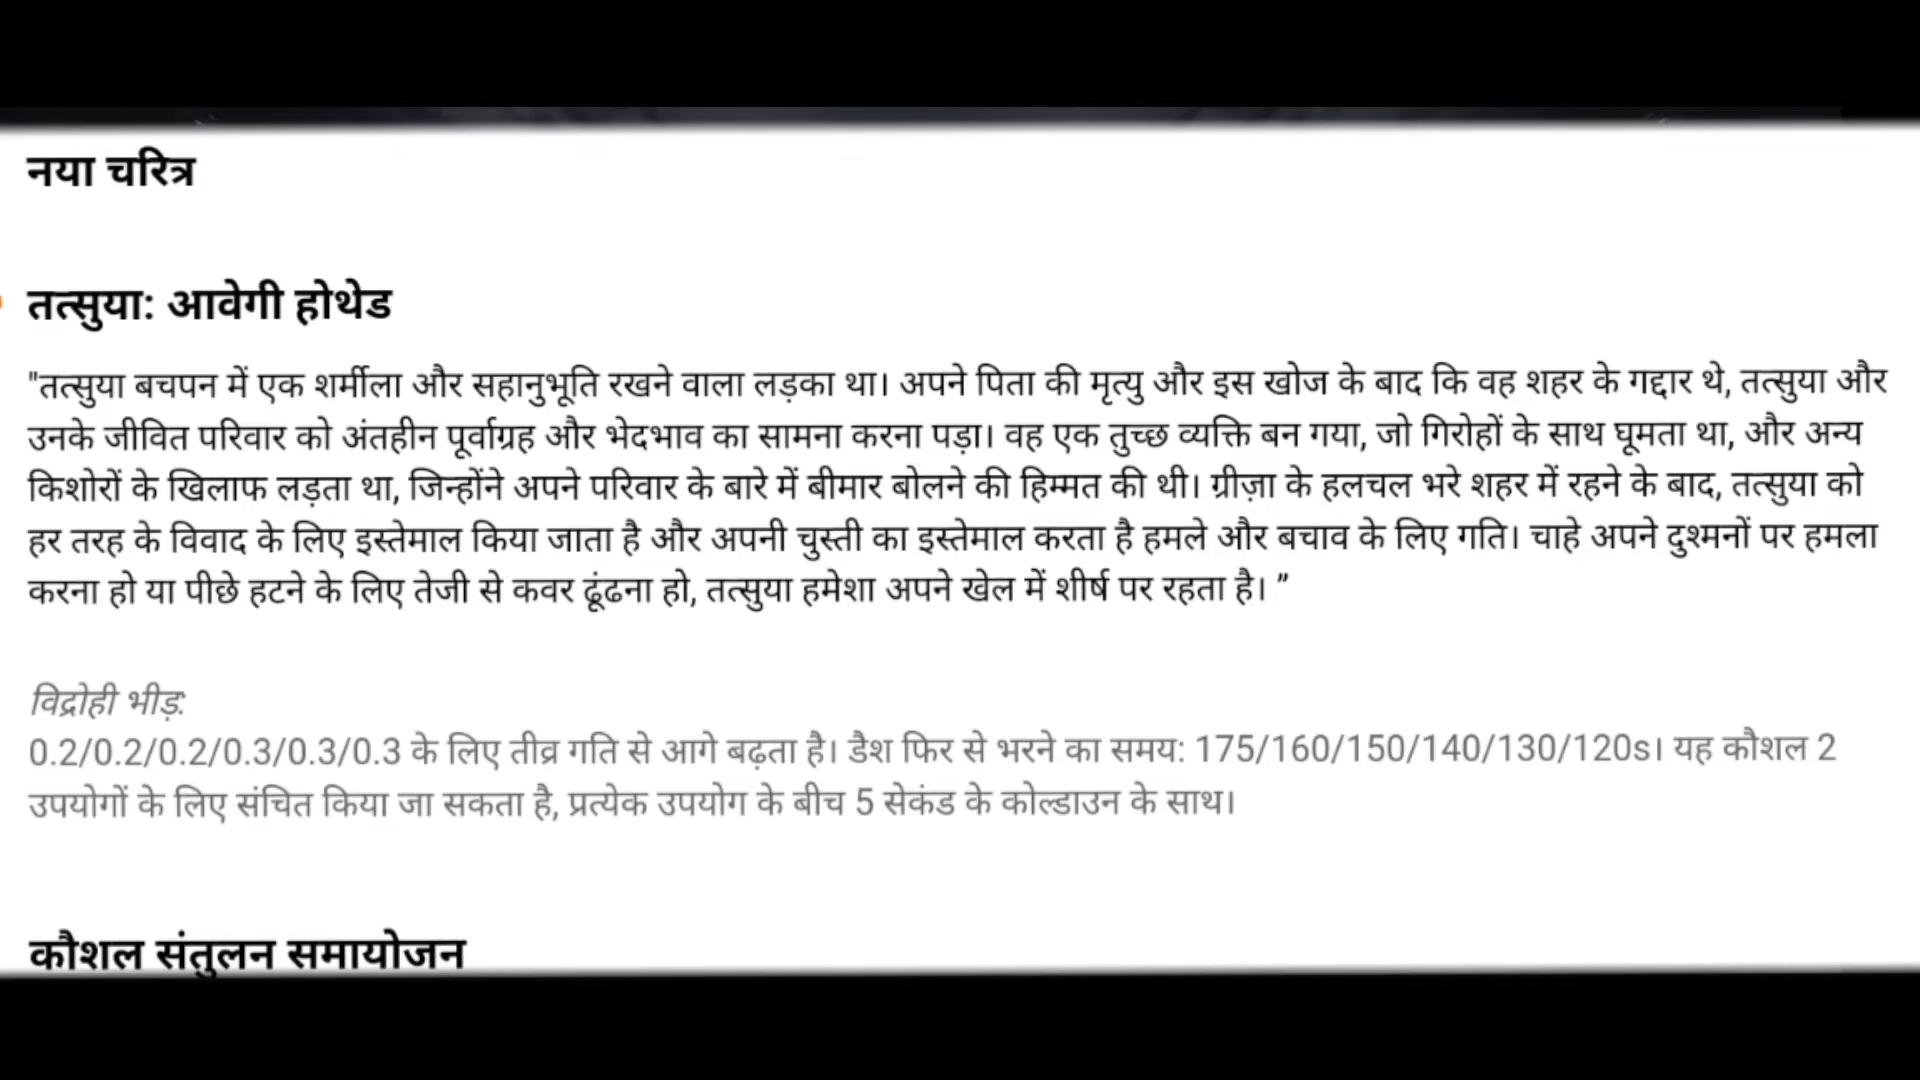 नया चरित्र
तत्सुया: आवेगी होथेड
"तत्सुया बचपन में एक शर्मीला और सहानुभूति रखने वाला लड़का था। अपने पिता की मृत्यु और इस खोज के बाद कि वह शहर के गद्दार थे, तत्सुया और
उनके जीवित परिवार को अंतहीन पूर्वाग्रह और भेदभाव का सामना करना पड़ा। वह एक तुच्छ व्यक्ति बन गया, जो गिरोहों के साथ घूमता था, और अन्य
किशोरों के खिलाफ लड़ता था, जिन्होंने अपने परिवार के बारे में बीमार बोलने की हिम्मत की थी। ग्रीज़ा के हलचल भरे शहर में रहने के बाद, तत्सुया को
हर तरह के विवाद के लिए इस्तेमाल किया जाता है और अपनी चुस्ती का इस्तेमाल करता है हमले और बचाव के लिए गति। चाहे अपने दुश्मनों पर हमला
करना हो या पीछे हटने के लिए तेजी से कवर ढूंढना हो, तत्सुया हमेशा अपने खेल में शीर्ष पर रहता है। ”
विद्रोही भीड़:
0.2/0.2/0.2/0.3/0.3/0.3 के लिए तीव्र गति से आगे बढ़ता है। डैश फिर से भरने का समय: 175/160/150/140/130/120s। यह कौशल 2
उपयोगों के लिए संचित किया जा सकता है, प्रत्येक उपयोग के बीच 5 सेकंड के कोल्डाउन के साथ।
कौशल संतुलन समायोजन